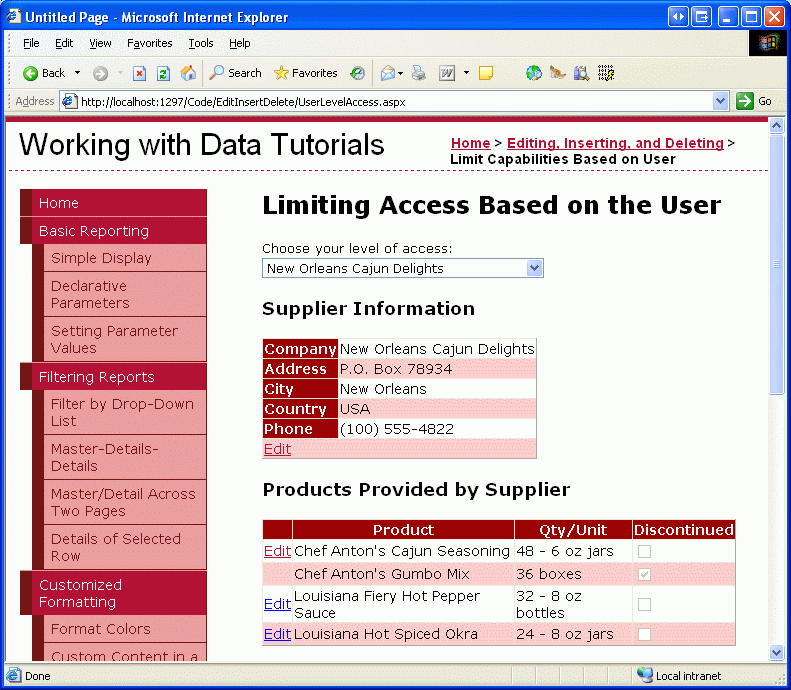 Untitled Page - Microsoft Internet Explorer
File Edit View Favorites Tools Help
Back Search Favorites
Address http://localhost:1297/Code/EditInsertDelete/UserLevelAccess.aspx Go
Working with Data Tutorials
Home > Editing, Inserting, and Deleting >
Limit Capabilities Based on User
Home
Basic Reporting
Simple Display
Declarative
Parameters
Setting Parameter
Values
Filtering Reports
Filter by Drop-Down
List
Master-Details-
Details
Master/Detail Across
Two Pages
Details of Selected
Row
Customized
Formatting
Format Colors
Custom Content in a
Limiting Access Based on the User
Choose your level of access:
New Orleans Cajun Delights
Supplier Information
Company New Orleans Cajun Delights
Address P.O. Box 78934
City New Orleans
Country USA
Phone (100) 555-4822
Edit
Products Provided by Supplier
Product Qty/Unit Discontinued
Edit Chef Anton's Cajun Seasoning 48 - 6 oz jars
Chef Anton's Gumbo Mix 36 boxes
Edit Louisiana Fiery Hot Pepper Sauce 32 - 8 oz bottles
Edit Louisiana Hot Spiced Okra 24 - 8 oz jars
Done Local intranet